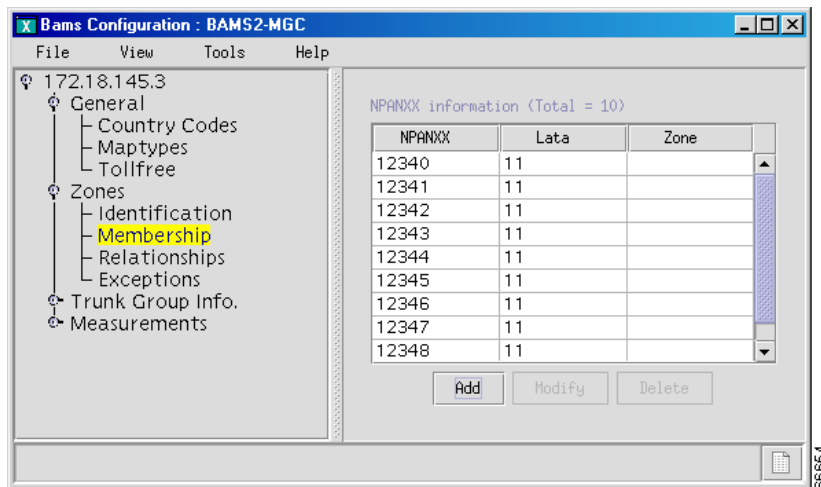 Bams Configuration : BAMS2-MGC
File View Tools Help
172.18.145.3
General
Country Codes
Maptypes
Tollfree
Zones
Identification
Membership
Relationships
Exceptions
Trunk Group Info.
Measurements
NPANXX information (Total = 10)
NPANXX Lata Zone
12340 11
12341 11
12342 11
12343 11
12344 11
12345 11
12346 11
12347 11
12348 11
Add Modify Delete
66654